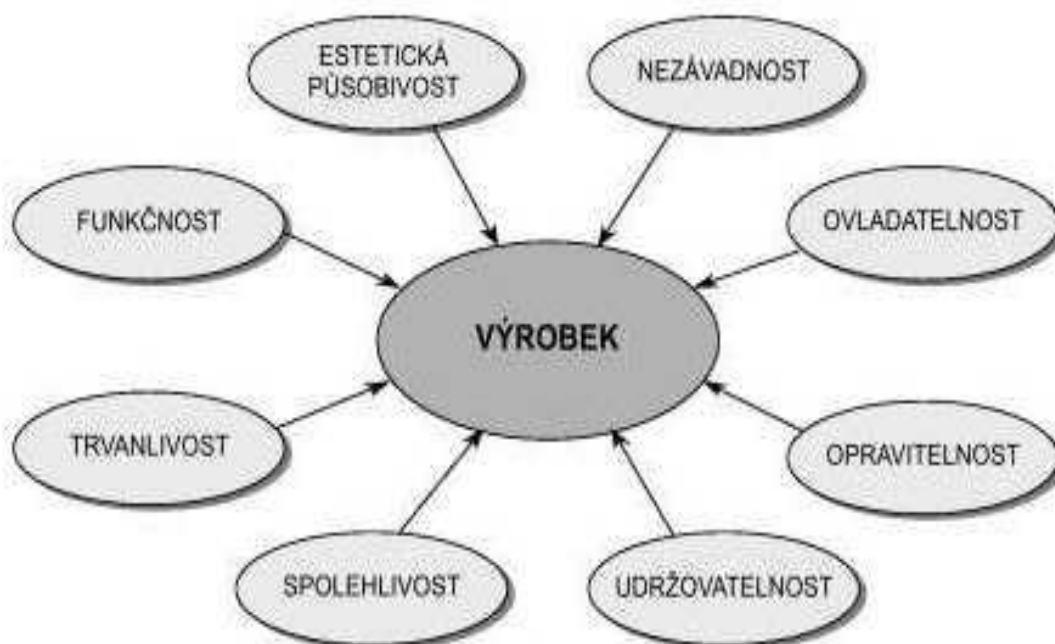 ESTETICKÁ
PŮSOBIVOST
NEZÁVADNOST
FUNKČNOST
OVLADATELNOST
VÝROBEK
TRVANLIVOST
OPRAVITELNOST
SPOLEHLIVOST
UDRŽOVATELNOST